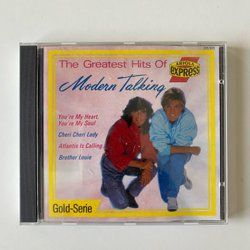 The Greatest Hits Of
ARIOLA
EXPRESS
Modern Talking
You're My Heart,
You're My Soul
Cheri Cheri Lady
Atlantis Is Calling
Brother Louie
Gold-Serie